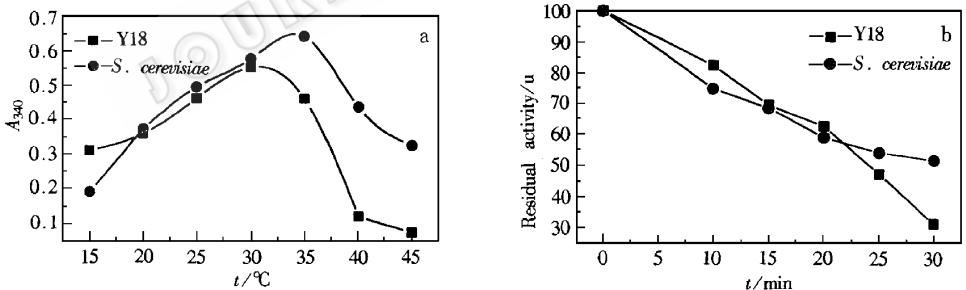 JOUR
0.7
0.6
0.5
0.4
0.3
0.2
0.1
A340
Y18
S. cerevisiae
a
15 20 25 30 35 40 45
t/℃
100
90
80
70
60
50
40
30
Residual activity/u
Y18
S. cerevisiae
b
0 5 10 15 20 25 30
t/min